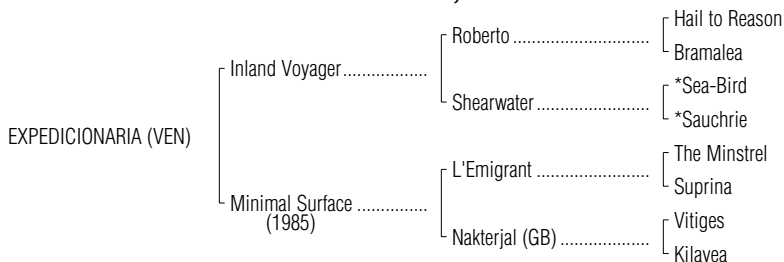 Hail to Reason
Roberto
Bramalea
Inland Voyager
*Sea-Bird
Shearwater
*Sauchrie
EXPEDICIONARIA (VEN)
The Minstrel
L'Emigrant
Suprina
Minimal Surface
(1985)
Vitiges
Nakterjal (GB)
Kilavea